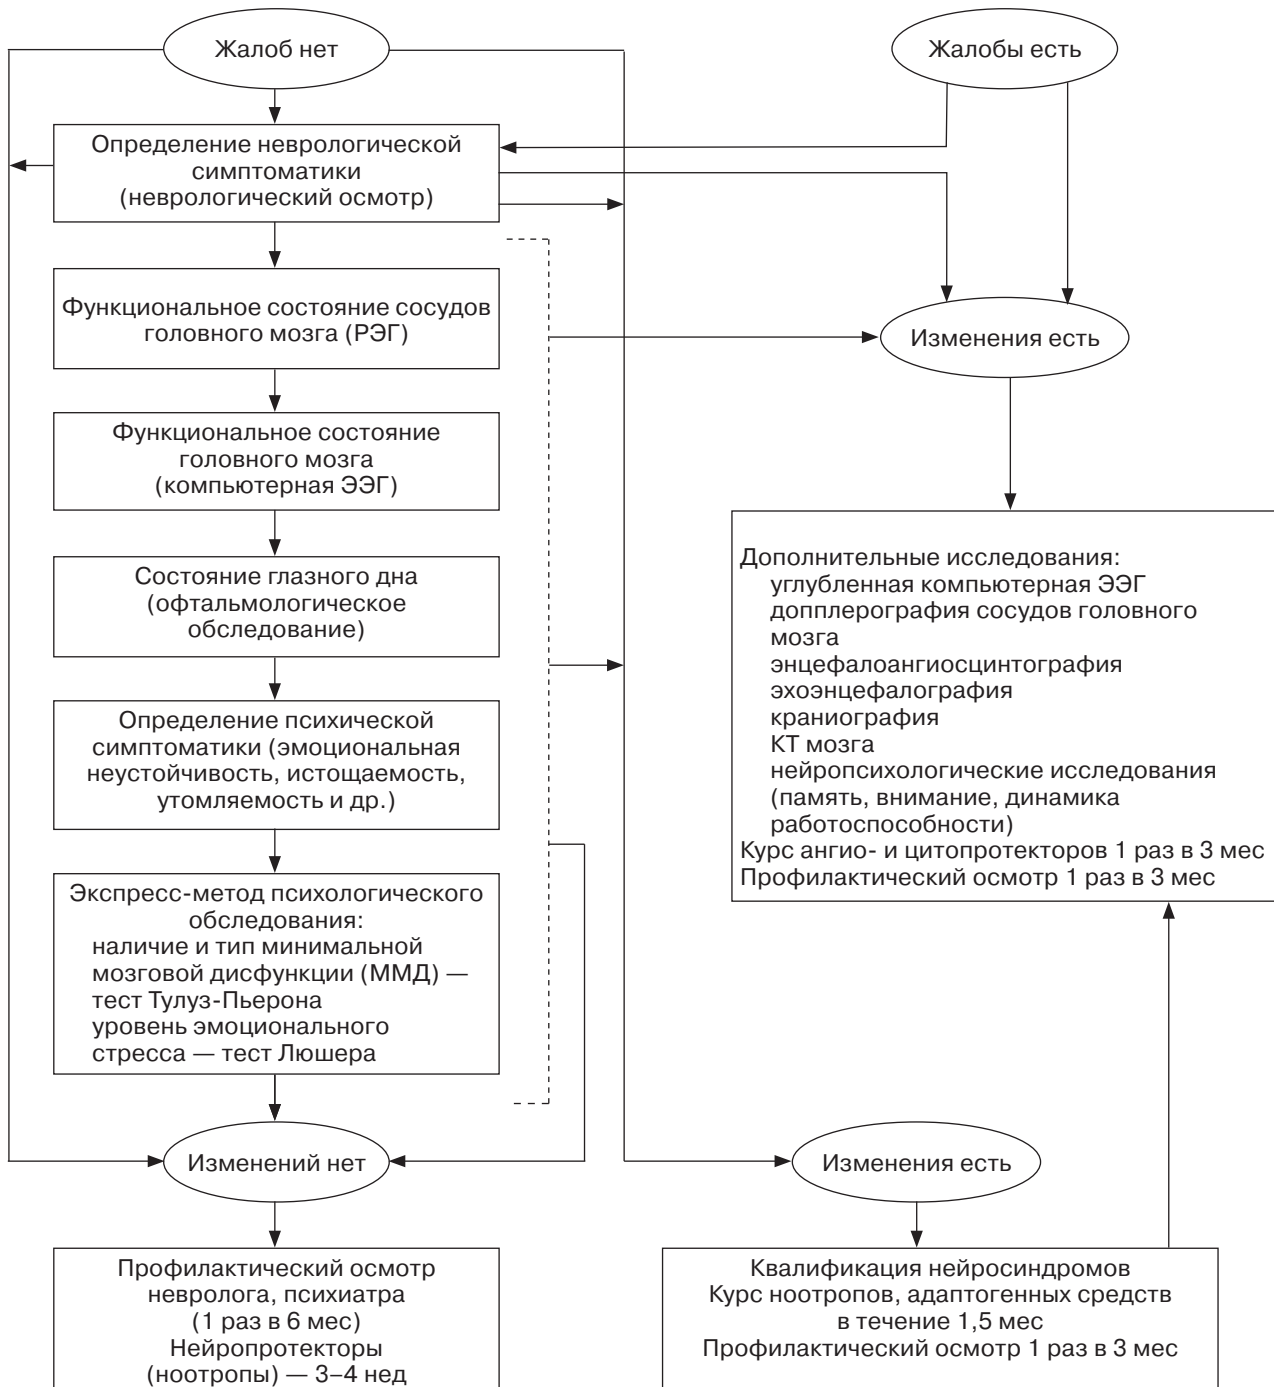 Жалоб нет
Жалобы есть
Определение неврологической
симптоматики
(неврологический осмотр)
Функциональное состояние сосудов
головного мозга (РЭГ)
Изменения есть
Функциональное состояние
головного мозга
(компьютерная ЭЭГ)
Состояние глазного дна
(офтальмологическое
обследование)
Определение психической
симптоматики (эмоциональная
неустойчивость, истощаемость,
утомляемость и др.)
Экспресс-метод психологического
обследования:
наличие и тип минимальной
мозговой дисфункции (ММД) —
тест Тулуз-Пьерона
уровень эмоционального
стресса — тест Люшера
Дополнительные исследования:
углубленная компьютерная ЭЭГ
допплерография сосудов головного
мозга
энцефалоангиосцинтография
эхоэнцефалография
краниография
КТ мозга
нейропсихологические исследования
(память, внимание, динамика
работоспособности)
Курс ангио- и цитопротекторов 1 раз в 3 мес
Профилактический осмотр 1 раз в 3 мес
Изменений нет
Изменения есть
Профилактический осмотр
невролога, психиатра
(1 раз в 6 мес)
Нейропротекторы
(ноотропы) — 3–4 нед
Квалификация нейросиндромов
Курс ноотропов, адаптогенных средств
в течение 1,5 мес
Профилактический осмотр 1 раз в 3 мес